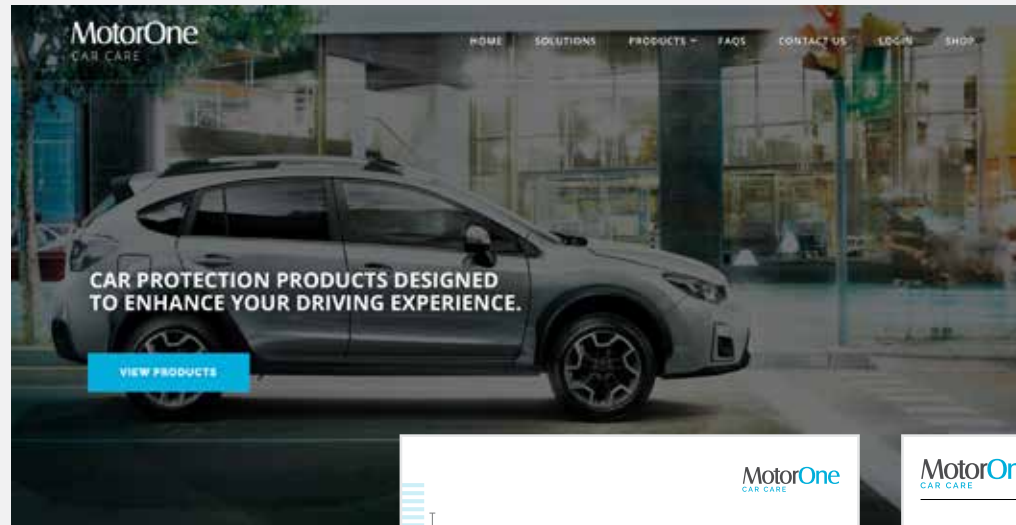 MotorOne
CAR CARE
HOME SOLUTIONS PRODUCTS FAQS CONTACT US LOGIN SHOP
CAR PROTECTION PRODUCTS DESIGNED
TO ENHANCE YOUR DRIVING EXPERIENCE.
VIEW PRODUCTS
MotorOne
CAR CARE
MotorOn
CAR CARE